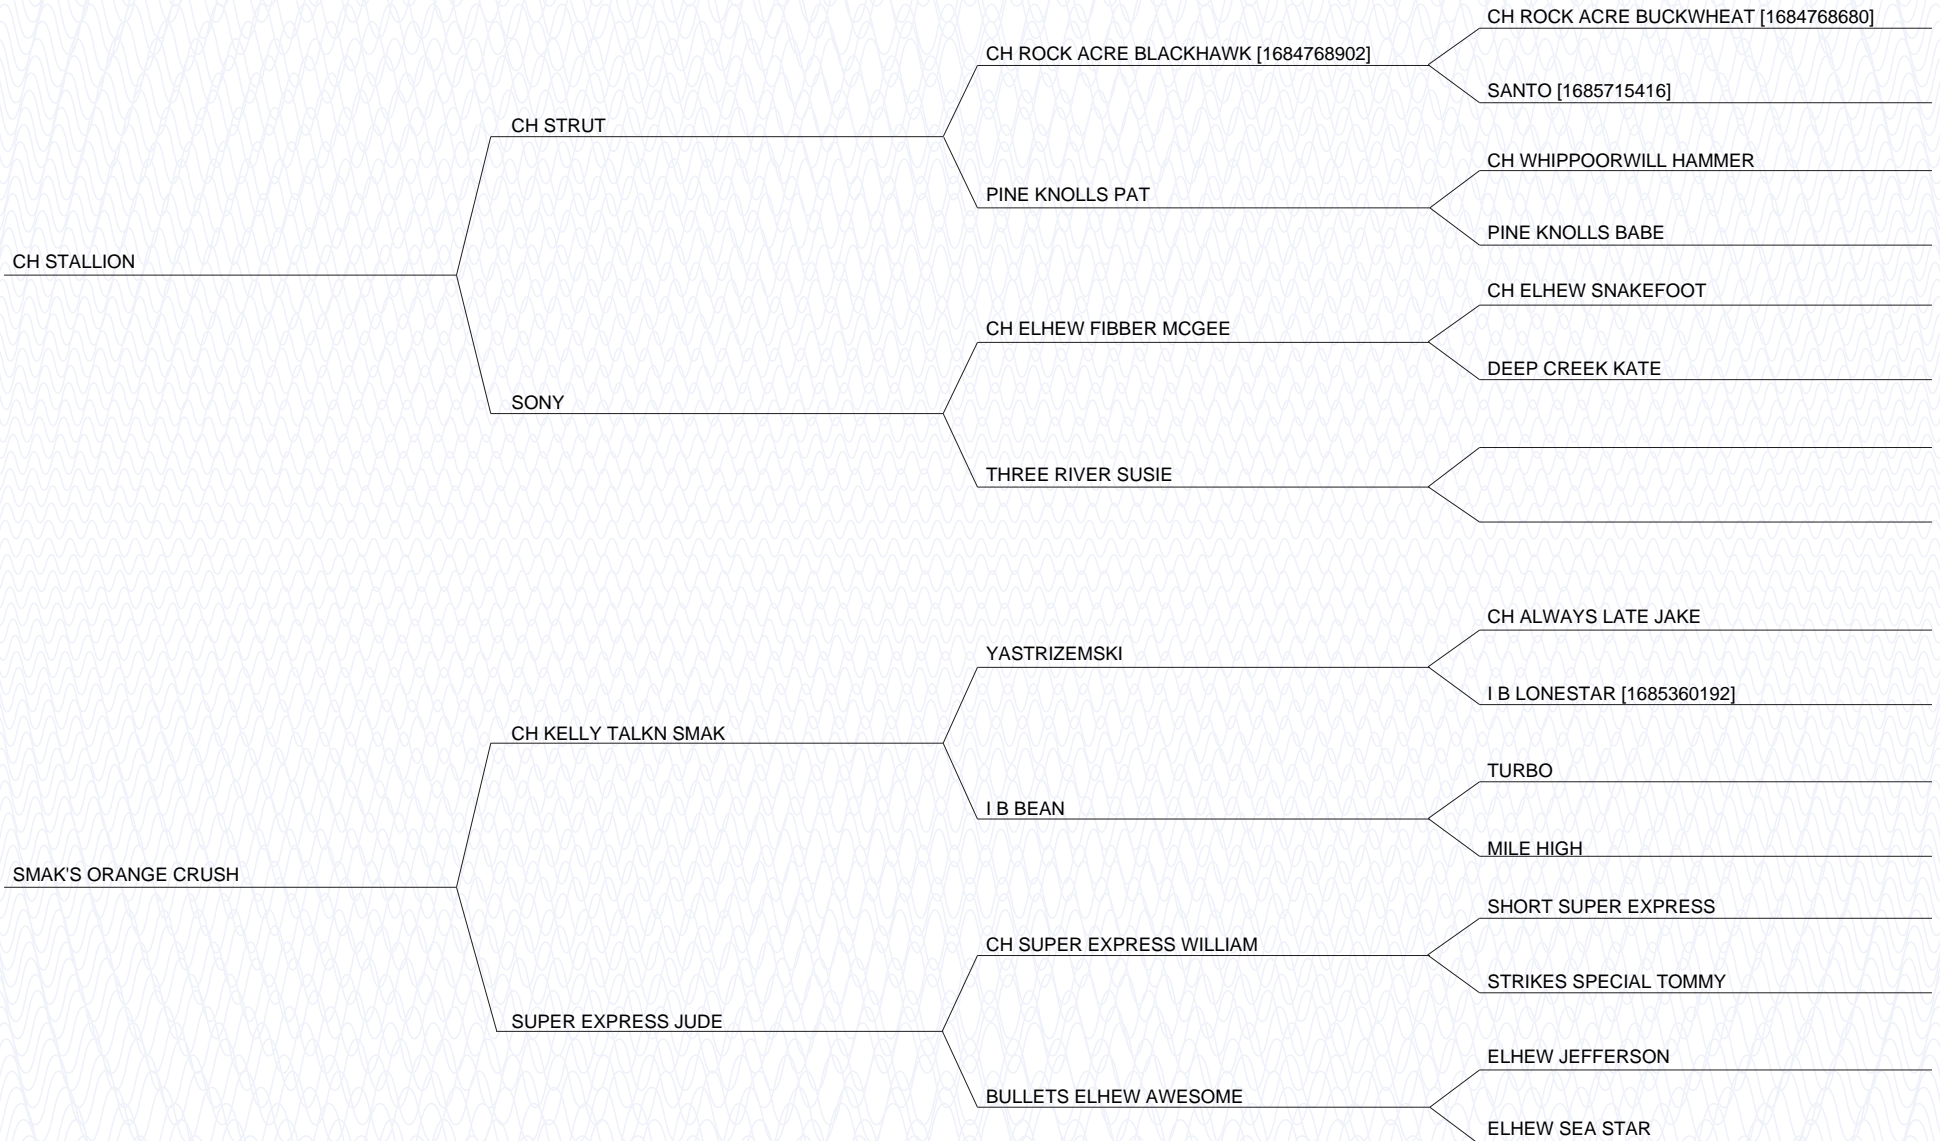 CH ROCK ACRE BUCKWHEAT [1684768680]
CH ROCK ACRE BLACKHAWK [1684768902]
SANTO [1685715416]
CH STRUT
CH WHIPPOORWILL HAMMER
PINE KNOLLS PAT
PINE KNOLLS BABE
CH STALLION
CH ELHEW SNAKEFOOT
CH ELHEW FIBBER MCGEE
DEEP CREEK KATE
SONY
THREE RIVER SUSIE
CH ALWAYS LATE JAKE
YASTRIZEMSKI
I B LONESTAR [1685360192]
CH KELLY TALKN SMAK
TURBO
I B BEAN
MILE HIGH
SMAK'S ORANGE CRUSH
SHORT SUPER EXPRESS
CH SUPER EXPRESS WILLIAM
STRIKES SPECIAL TOMMY
SUPER EXPRESS JUDE
ELHEW JEFFERSON
BULLETS ELHEW AWESOME
ELHEW SEA STAR